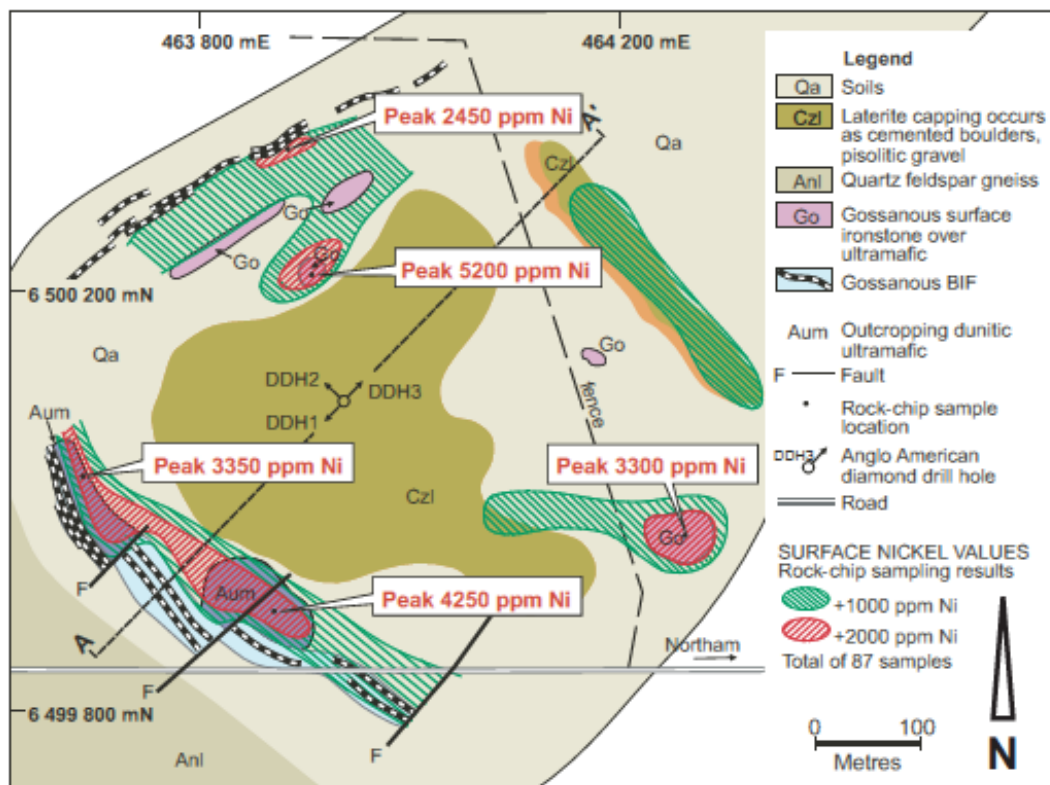 463 800 mE
464 200 mE
Peak 2450 ppm Ni
A'
Qa
Czl
Go
Go
Go
Peak 5200 ppm Ni
6 500 200 mN
Qa
Go
DDH2
DDH3
DDH1
fence
Aum
Peak 3350 ppm Ni
Peak 3300 ppm Ni
Czl
Go
F
Aum
Peak 4250 ppm Ni
A
Northam
F
6 499 800 mN
F
Anl
Legend
Qa Soils
Czl Laterite capping occurs
as cemented boulders,
pisolitic gravel
Anl Quartz feldspar gneiss
Go Gossanous surface
ironstone over
ultramafic
Gossanous BIF
Aum Outcropping dunitic
ultramafic
F Fault
Rock-chip sample
location
DDH3 Anglo American
diamond drill hole
Road
SURFACE NICKEL VALUES
Rock-chip sampling results
+1000 ppm Ni
+2000 ppm Ni
Total of 87 samples
0 100
Metres
N